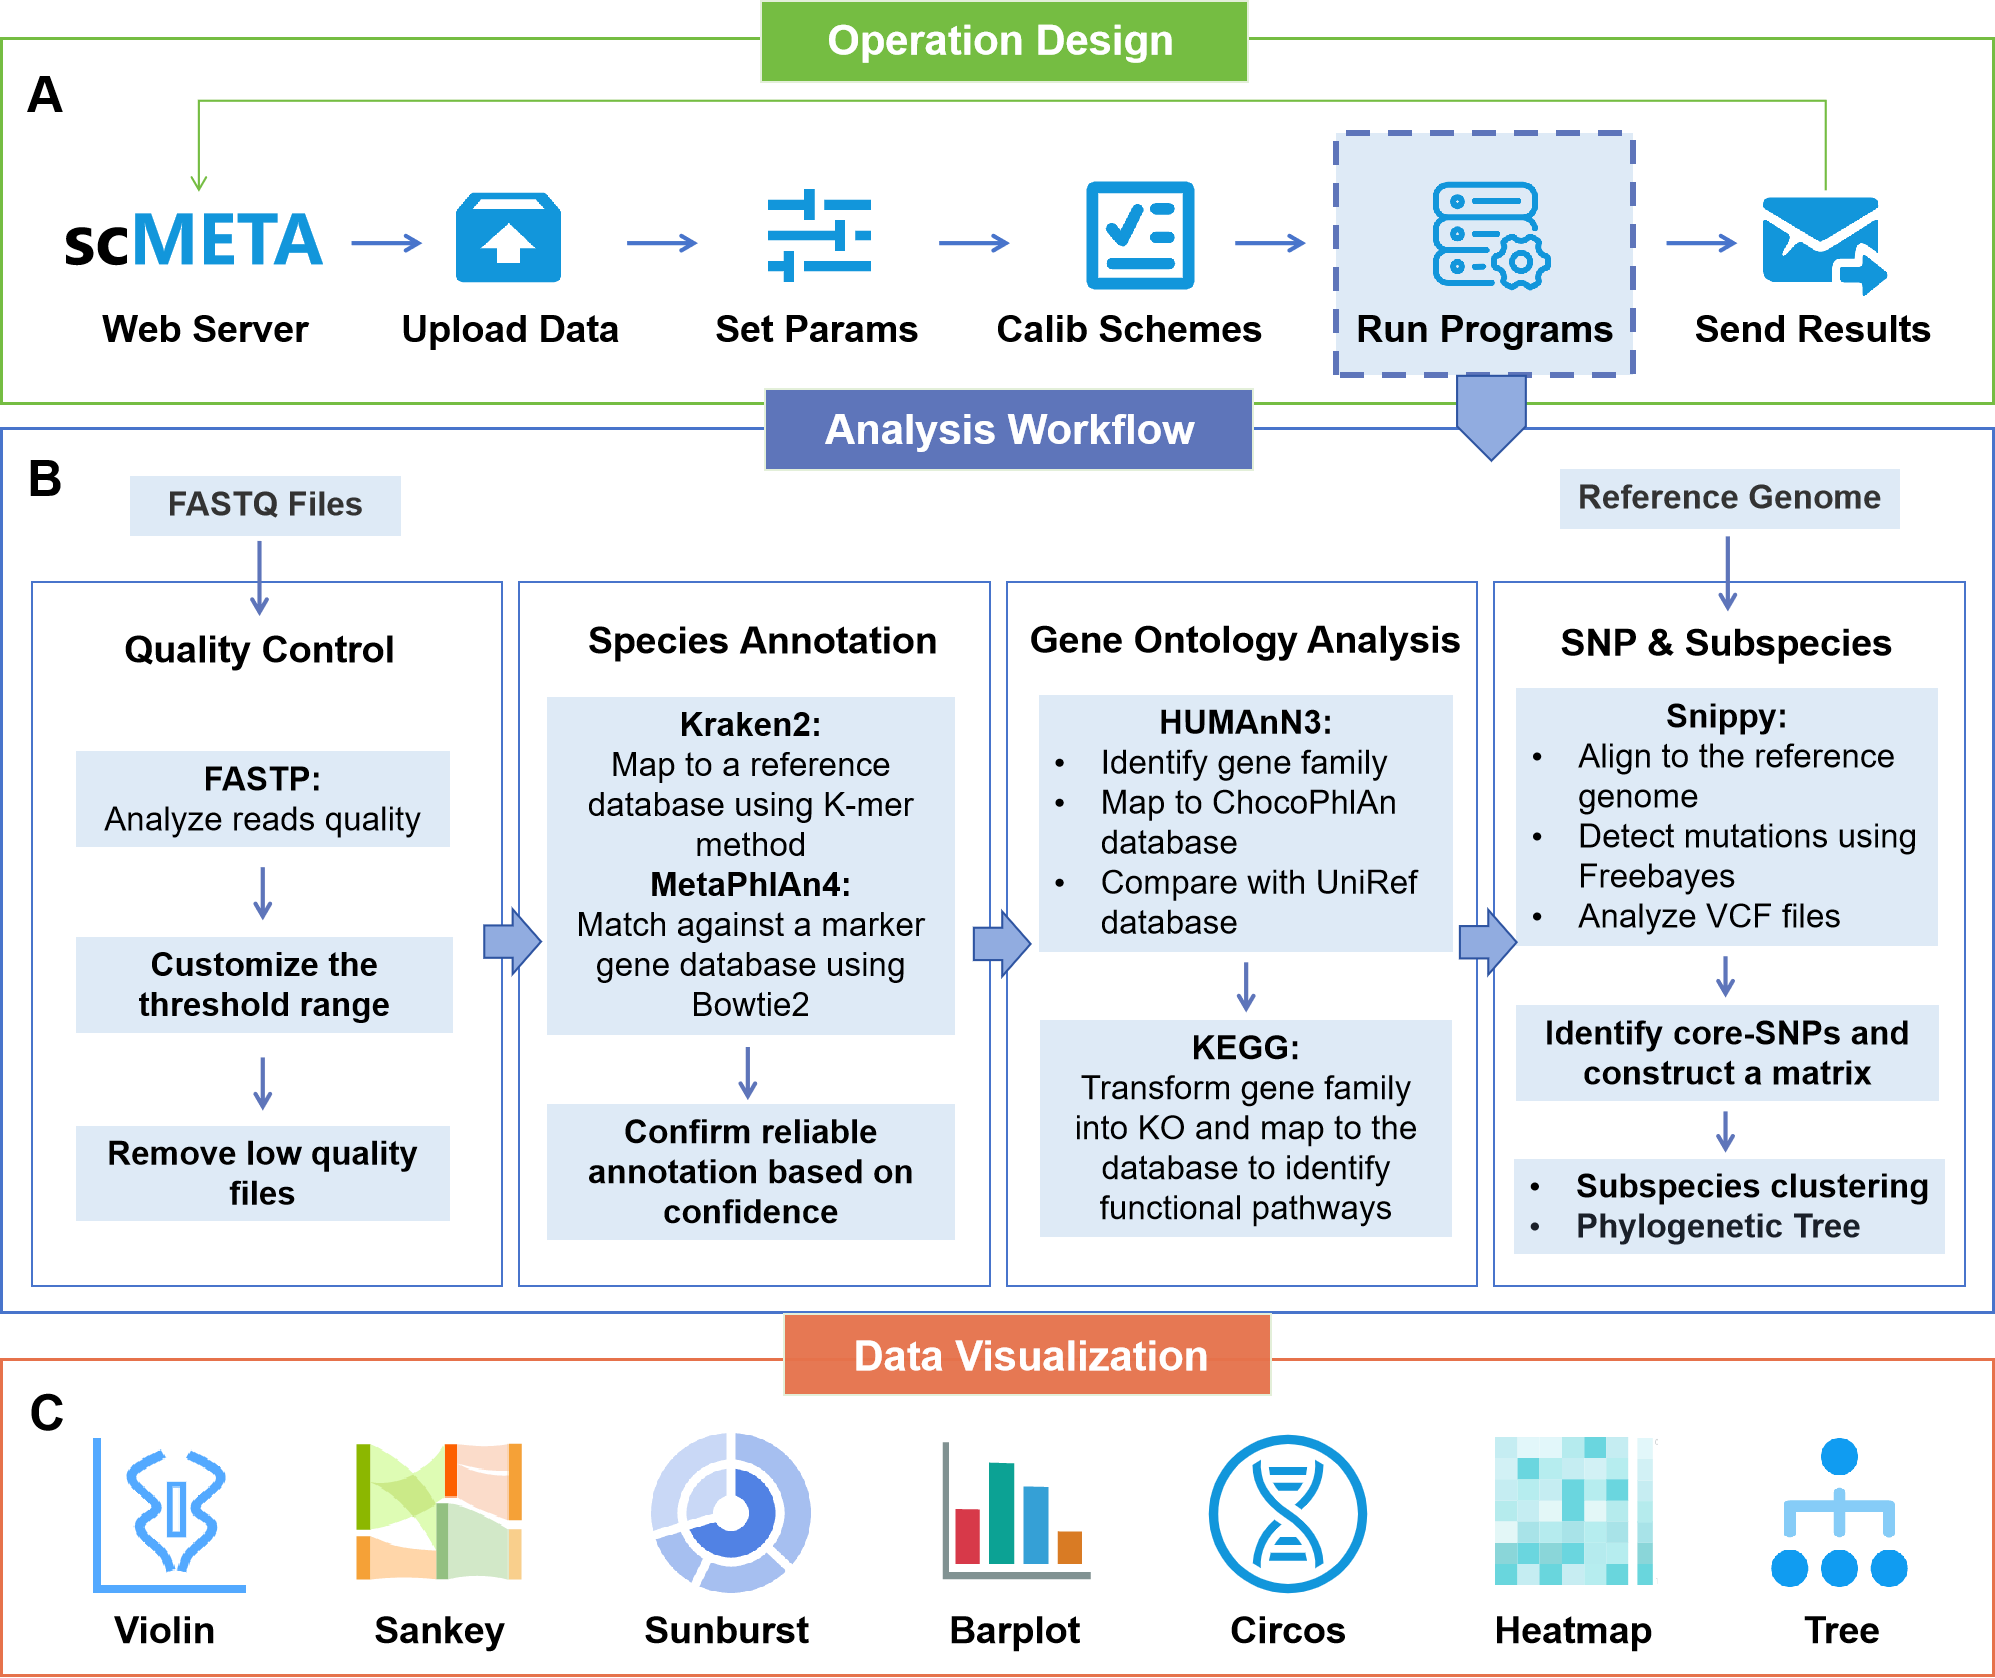 Operation Design
A
scMETA
Web Server
Upload Data
Set Params
Calib Schemes
Run Programs
Send Results
Analysis Workflow
B
FASTQ Files
Reference Genome
Quality Control
FASTP:
Analyze reads quality
Customize the
threshold range
Remove low quality
files
Species Annotation
Kraken2:
Map to a reference
database using K-mer
method
MetaPhlAn4:
Match against a marker
gene database using
Bowtie2
Confirm reliable
annotation based on
confidence
Gene Ontology Analysis
HUMAnN3:
• Identify gene family
• Map to ChocoPhlAn
database
• Compare with UniRef
database
KEGG:
Transform gene family
into KO and map to the
database to identify
functional pathways
SNP & Subspecies
Snippy:
• Align to the reference
genome
• Detect mutations using
Freebayes
• Analyze VCF files
Identify core-SNPs and
construct a matrix
• Subspecies clustering
• Phylogenetic Tree
Data Visualization
C
Violin
Sankey
Sunburst
Barplot
Circos
Heatmap
Tree